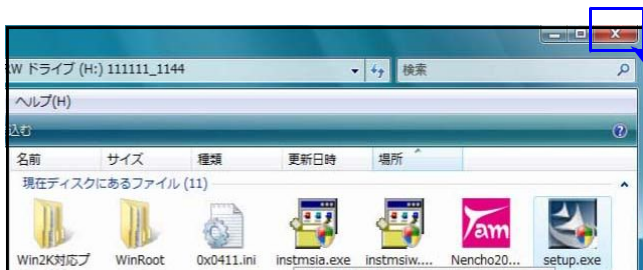 RW ドライブ (H:) 111111_1144
検索
ヘルプ(H)
込む
名前 サイズ 種類 更新日時 場所
現在ディスクにあるファイル (11)
Yam
Win2K対応プ WinRoot 0x0411.ini instmsia.exe instmsiw.... Nencho20... setup.exe